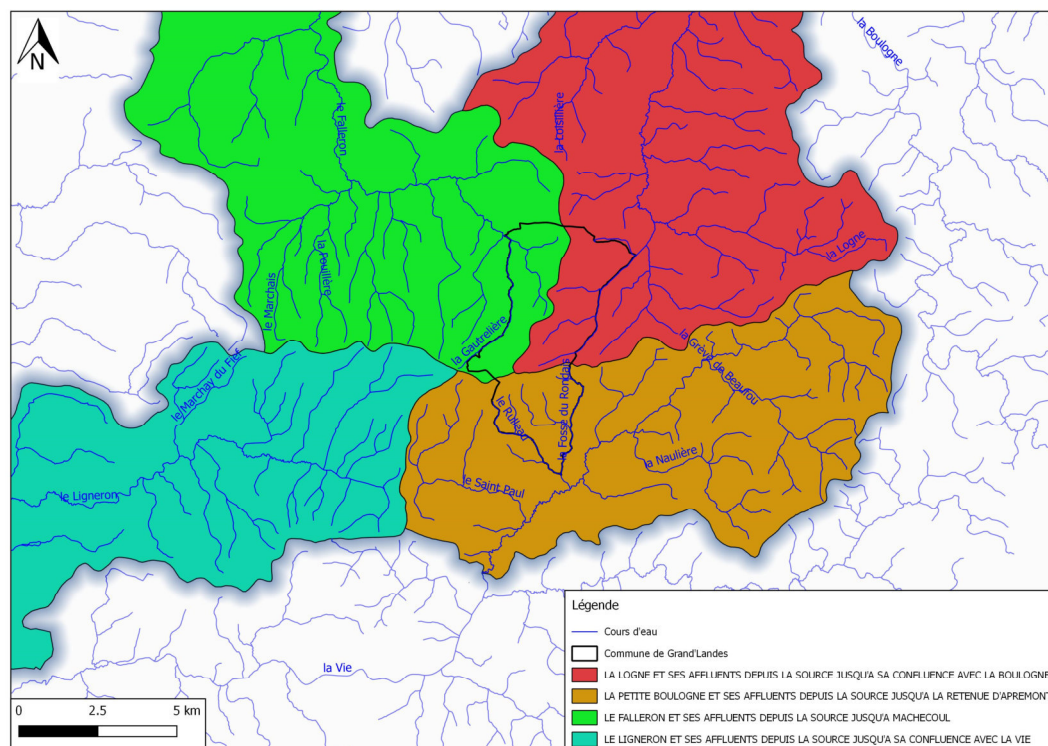 N
la Boulogne
le Falleron
la Loisillière
la Logne
la Pouillère
le Marchais
la Gautrelière
la Grève de Beaufou
le Marchay du Fief
le Ruileau
la Fosse du Rondais
la Naulière
le Ligneron
le Saint Paul
la Vie
Légende
Cours d'eau
Commune de Grand'Landes
LA LOGNE ET SES AFFLUENTS DEPUIS LA SOURCE JUSQU'A SA CONFLUENCE AVEC LA BOULOGNE
LA PETITE BOULOGNE ET SES AFFLUENTS DEPUIS LA SOURCE JUSQU'A LA RETENUE D'APREMONT
LE FALLERON ET SES AFFLUENTS DEPUIS LA SOURCE JUSQU'A MACHECOUL
LE LIGNERON ET SES AFFLUENTS DEPUIS LA SOURCE JUSQU'A SA CONFLUENCE AVEC LA VIE
0 2.5 5 km